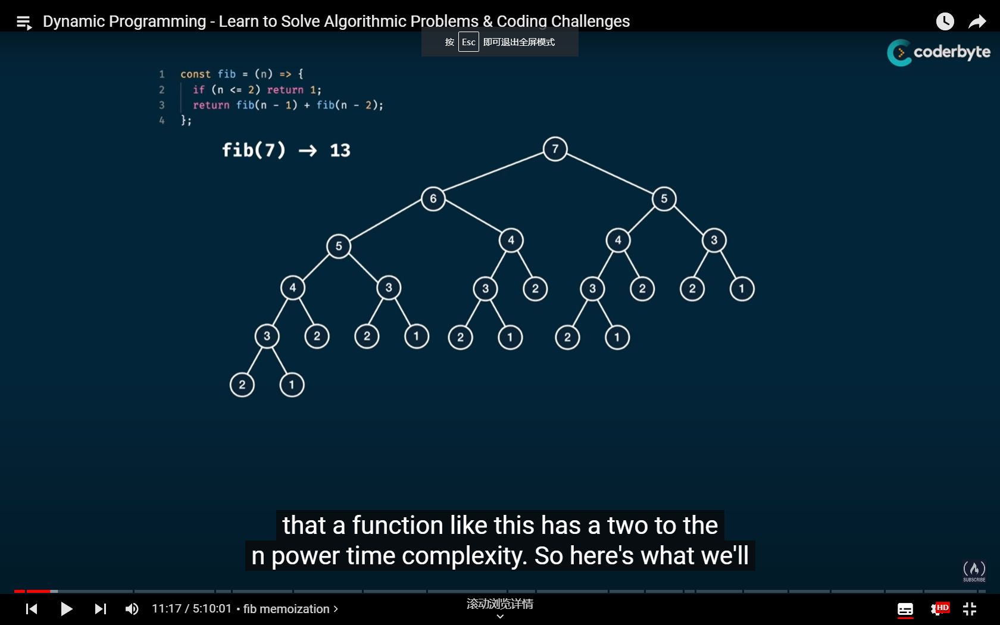 Dynamic Programming - Learn to Solve Algorithmic Problems & Coding Challenges
按 Esc 即可退出全屏模式
coderbyte
1 const fib = (n) => {
2 if (n <= 2) return 1;
3 return fib(n - 1) + fib(n - 2);
4 };
fib(7) → 13
7
6 5
5 4 4 3
4 3 3 2 3 2 2 1
3 2 2 1 2 1 2 1
2 1
that a function like this has a two to the
n power time complexity. So here's what we'll
SUBSCRIBE
11:17 / 5:10:01 • fib memoization >
滚动浏览详情
HD